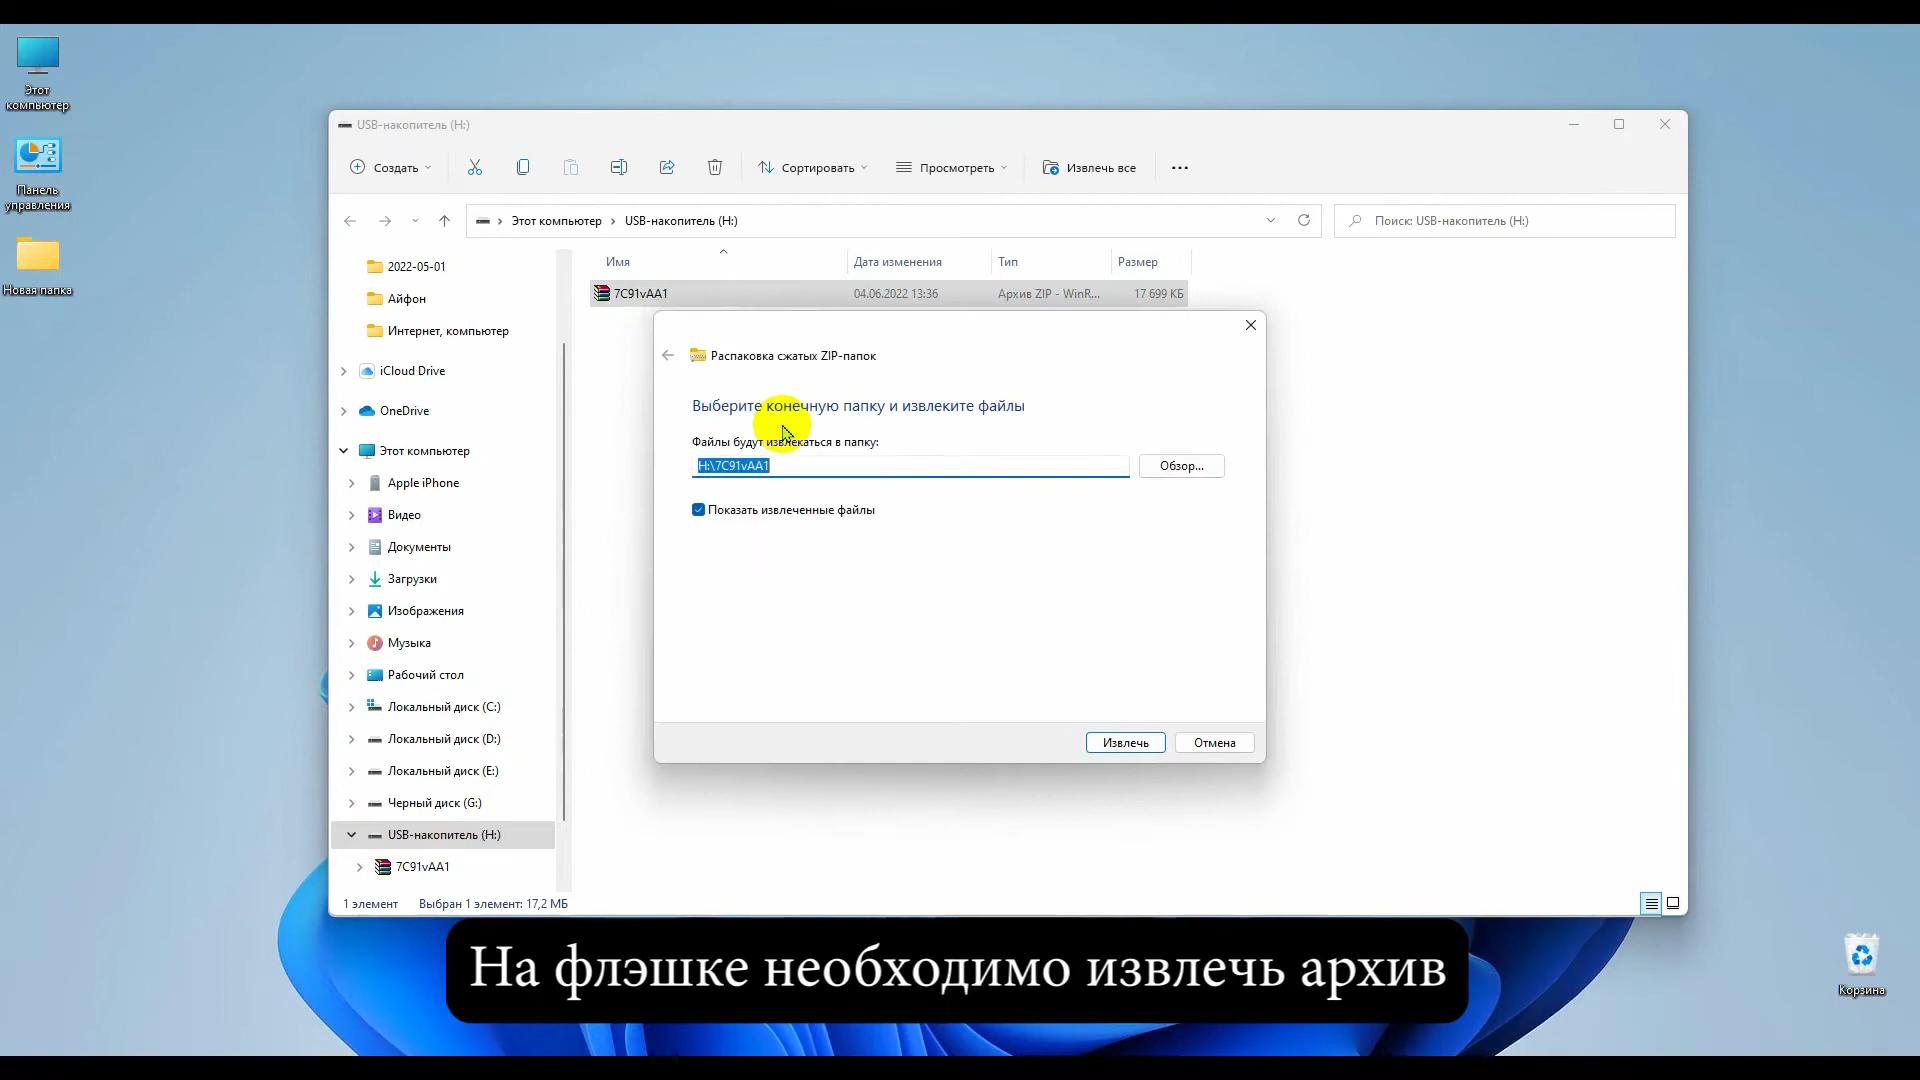 Этот
компьютер
Панель
управления
Новая папка
USB-накопитель (H:)
Создать
Сортировать
Просмотреть
Извлечь все
Этот компьютер
USB-накопитель (H:)
Поиск: USB-накопитель (H:)
2022-05-01
Айфон
Интернет, компьютер
iCloud Drive
OneDrive
Этот компьютер
Apple iPhone
Видео
Документы
Загрузки
Изображения
Музыка
Рабочий стол
Локальный диск (C:)
Локальный диск (D:)
Локальный диск (E:)
Черный диск (G:)
USB-накопитель (H:)
7C91vAA1
Имя
Дата изменения
Тип
Размер
7C91vAA1
04.06.2022 13:36
Архив ZIP - WinR...
17 699 КБ
Распаковка сжатых ZIP-папок
Выберите конечную папку и извлеките файлы
Файлы будут извлекаться в папку:
H:\7C91vAA1
Обзор...
Показать извлеченные файлы
Извлечь
Отмена
1 элемент
Выбран 1 элемент: 17,2 МБ
На флэшке необходимо извлечь архив
Корзина